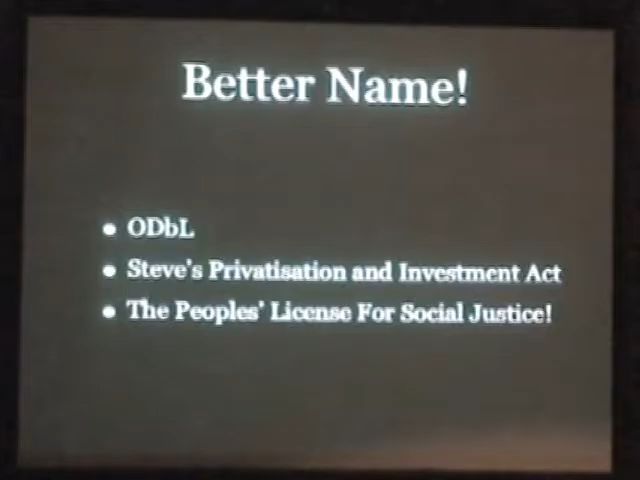 Better Name!
• ODbL
• Steve's Privatisation and Investment Act
• The Peoples' License For Social Justice!